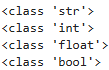 <class 'str'>
<class 'int'>
<class 'float'>
<class 'bool'>